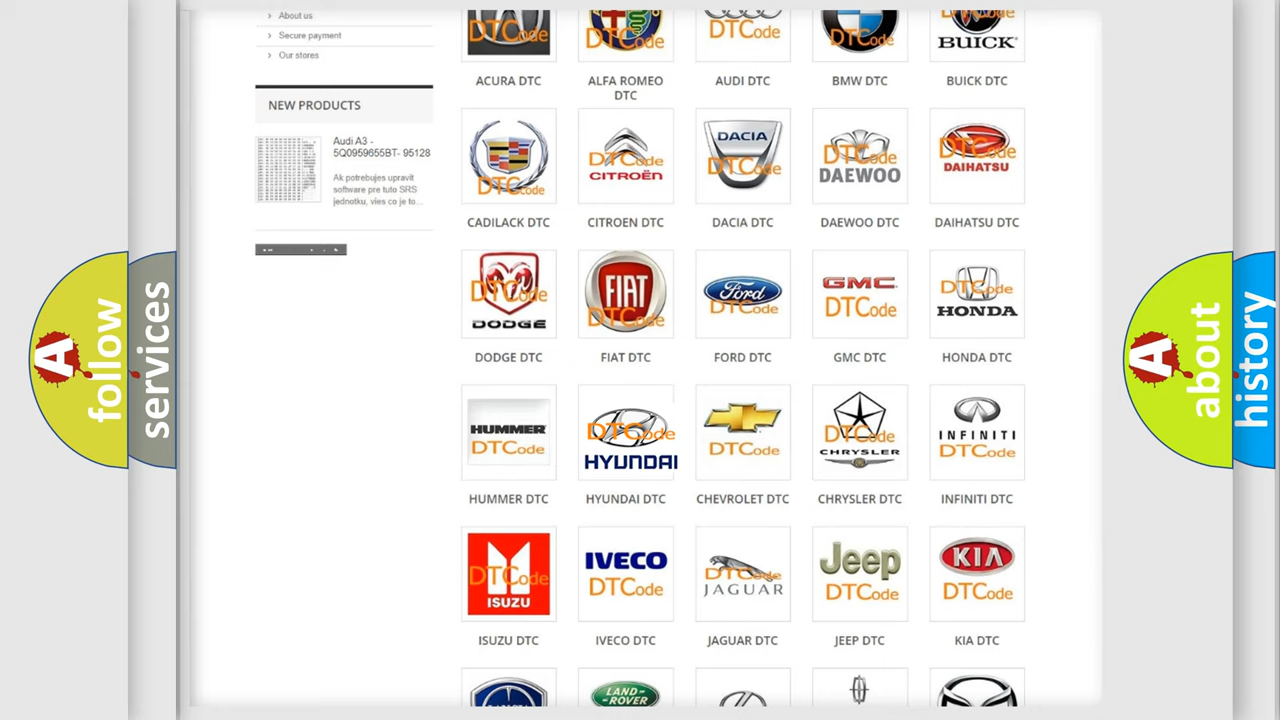 About us
Secure payment
Our stores
NEW PRODUCTS
Audi A3 -
5Q0959655BT- 95128
Ak potrebujes upravit
software pre tuto SRS
jednotku, vies co je to...
DTCode DTCode DTCode DTCode BUICK
ACURA DTC ALFA ROMEO DTC AUDI DTC BMW DTC BUICK DTC
DTCode
DTCode CITROËN
DACIA DTCode
DTCode DAEWOO
DTCode DAIHATSU
CADILACK DTC CITROEN DTC DACIA DTC DAEWOO DTC DAIHATSU DTC
DTCode DODGE
FIAT DTCode
Ford DTCode
GMC DTCode
DTCode HONDA
DODGE DTC FIAT DTC FORD DTC GMC DTC HONDA DTC
HUMMER DTCode
DTCode HYUNDAI
DTCode
DTCode CHRYSLER
INFINITI DTCode
HUMMER DTC HYUNDAI DTC CHEVROLET DTC CHRYSLER DTC INFINITI DTC
DTCode ISUZU
IVECO DTCode
DTCode JAGUAR
Jeep DTCode
KIA DTCode
ISUZU DTC IVECO DTC JAGUAR DTC JEEP DTC KIA DTC
LAND-
ROVER
A follow
services
A about
history